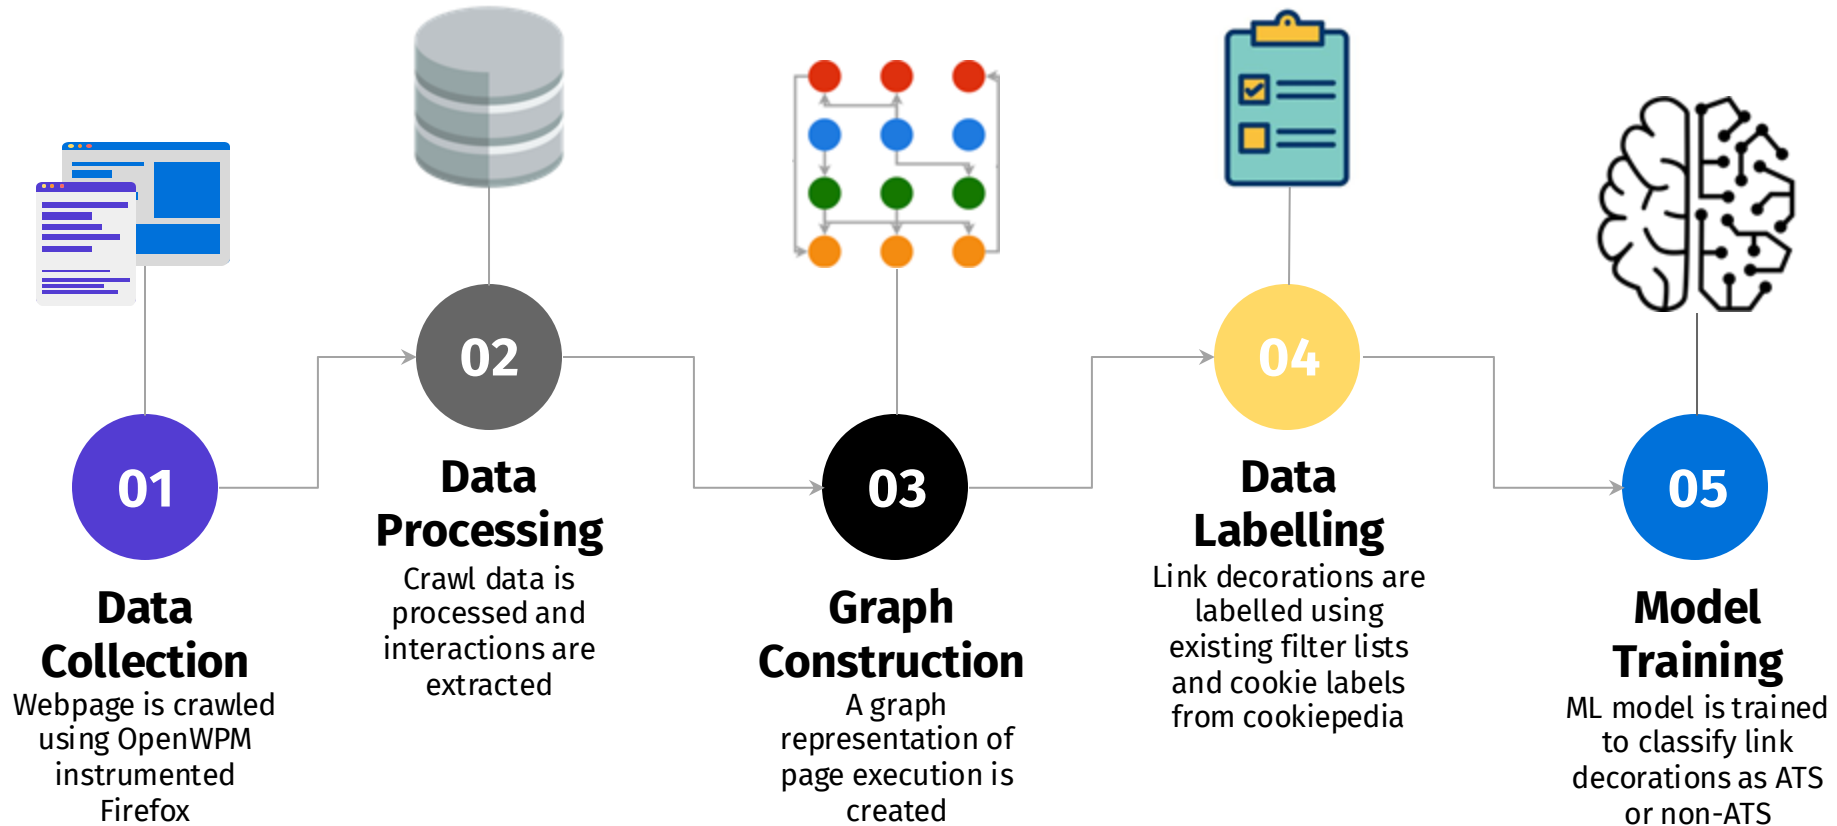 01
Data
Collection
Webpage is crawled
using OpenWPM
instrumented
Firefox
02
Data
Processing
Crawl data is
processed and
interactions are
extracted
03
Graph
Construction
A graph
representation of
page execution is
created
04
Data
Labelling
Link decorations are
labelled using
existing filter lists
and cookie labels
from cookiepedia
05
Model
Training
ML model is trained
to classify link
decorations as ATS
or non-ATS